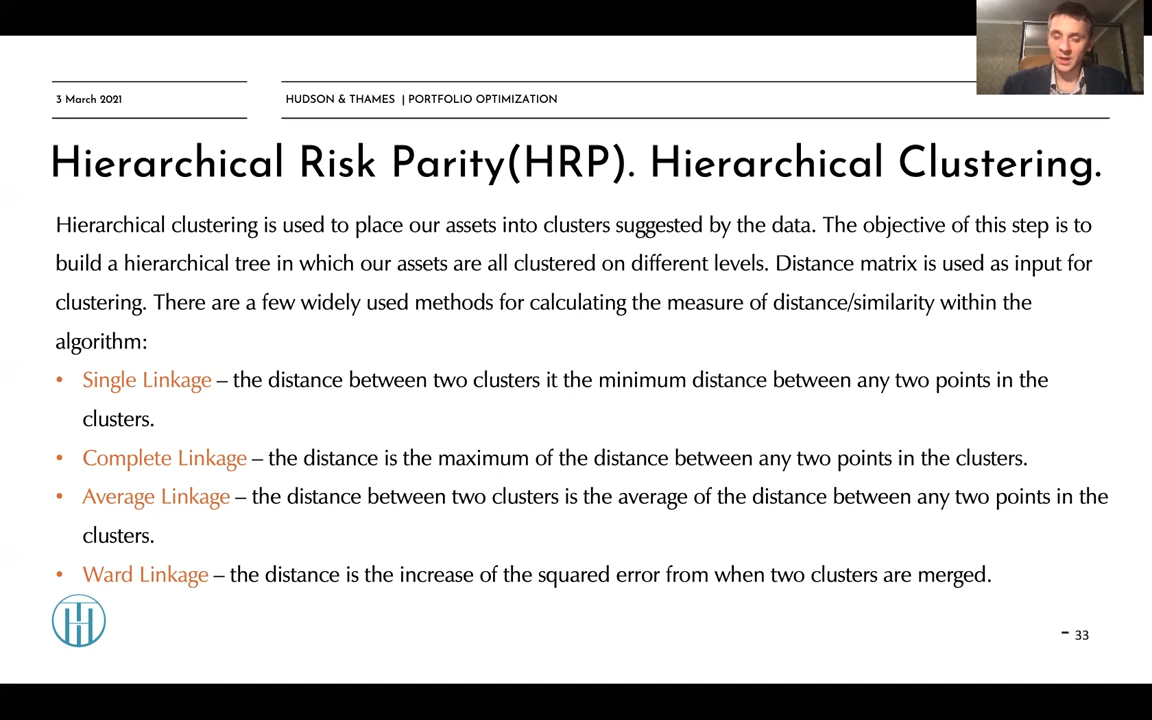 3 March 2021
HUDSON & THAMES | PORTFOLIO OPTIMIZATION
Hierarchical Risk Parity(HRP). Hierarchical Clustering.
Hierarchical clustering is used to place our assets into clusters suggested by the data. The objective of this step is to
build a hierarchical tree in which our assets are all clustered on different levels. Distance matrix is used as input for
clustering. There are a few widely used methods for calculating the measure of distance/similarity within the
algorithm:
• Single Linkage – the distance between two clusters it the minimum distance between any two points in the
clusters.
• Complete Linkage – the distance is the maximum of the distance between any two points in the clusters.
• Average Linkage – the distance between two clusters is the average of the distance between any two points in the
clusters.
• Ward Linkage – the distance is the increase of the squared error from when two clusters are merged.
– 33